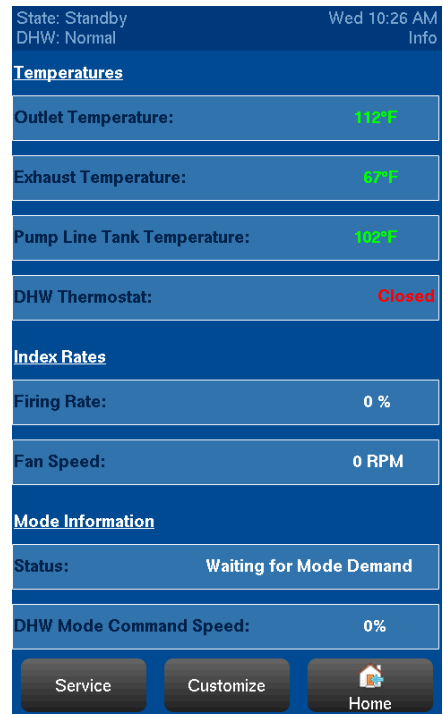 State: Standby
Wed 10:26 AM
DHW: Normal
Info
Temperatures
Outlet Temperature: 112°F
Exhaust Temperature: 67°F
Pump Line Tank Temperature: 102°F
DHW Thermostat: Closed
Index Rates
Firing Rate: 0 %
Fan Speed: 0 RPM
Mode Information
Status: Waiting for Mode Demand
DHW Mode Command Speed: 0%
Service
Customize
Home